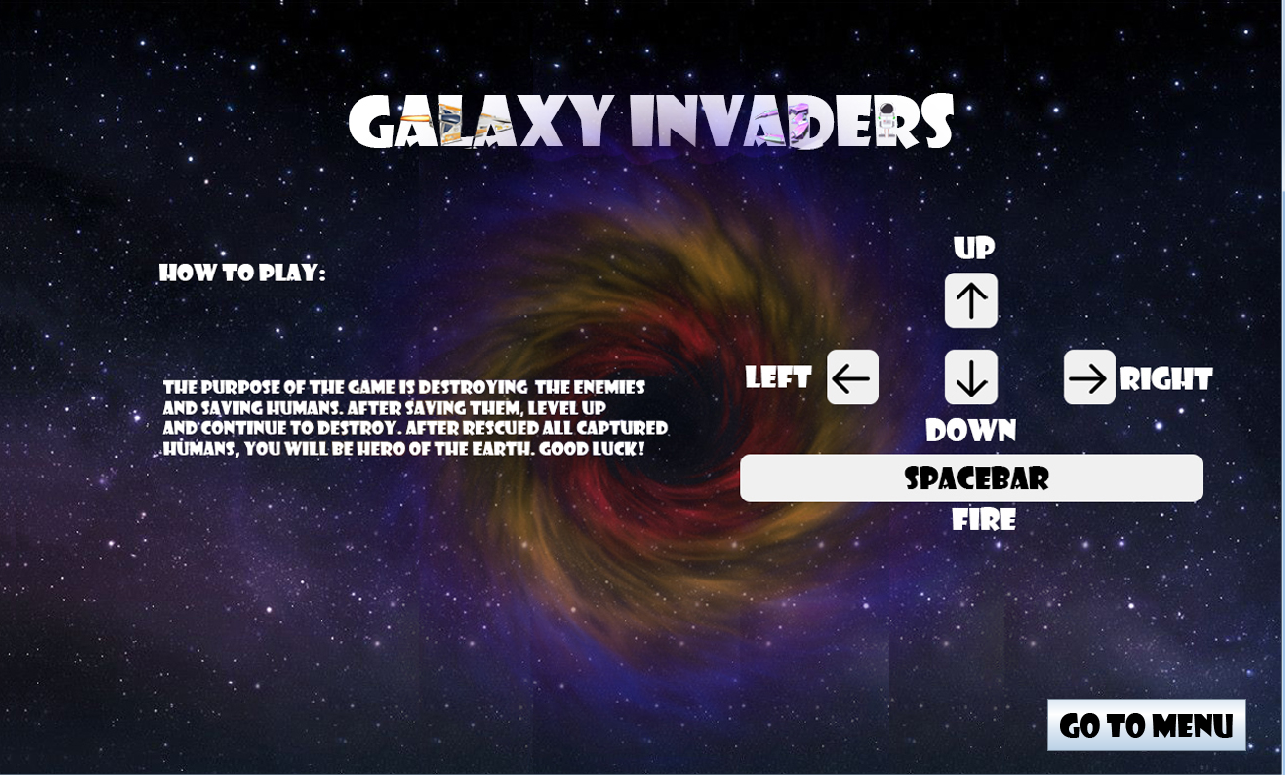 GALAXY INVADERS
HOW TO PLAY:
THE PURPOSE OF THE GAME IS DESTROYING THE ENEMIES
AND SAVING HUMANS. AFTER SAVING THEM, LEVEL UP
AND CONTINUE TO DESTROY. AFTER RESCUED ALL CAPTURED
HUMANS, YOU WILL BE HERO OF THE EARTH. GOOD LUCK!
UP
↑
LEFT ← ↓ → RIGHT
DOWN
SPACEBAR
FIRE
GO TO MENU